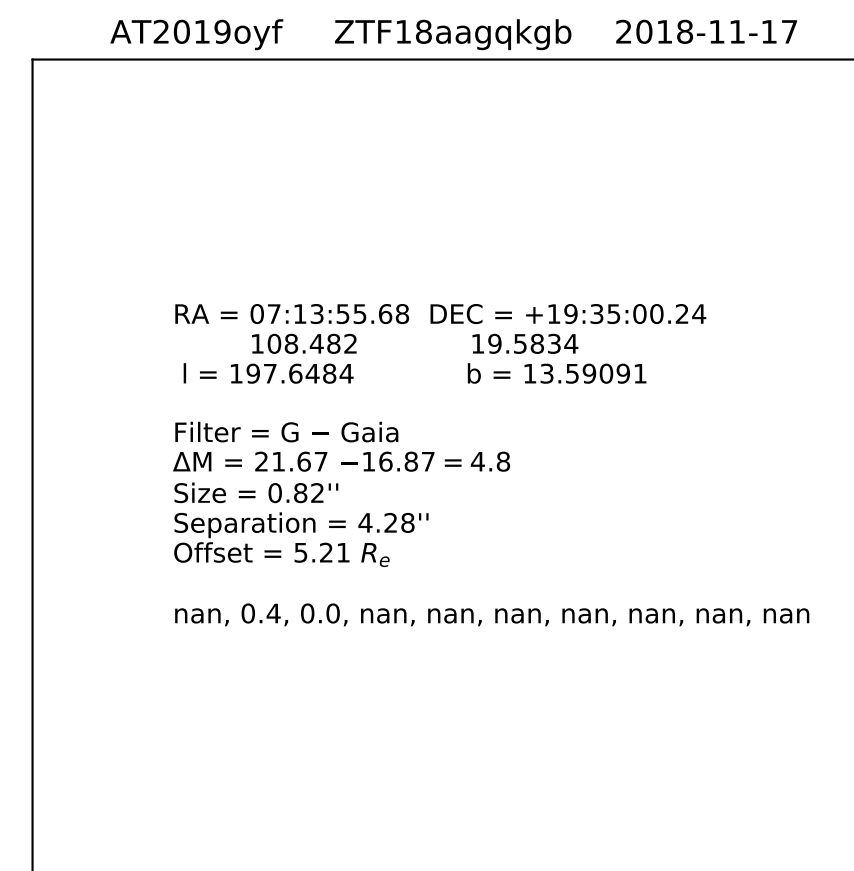 AT2019oyf ZTF18aagqkgb 2018-11-17
RA = 07:13:55.68 DEC = +19:35:00.24
108.482 19.5834
l = 197.6484 b = 13.59091
Filter = G − Gaia
ΔM = 21.67 −16.87 = 4.8
Size = 0.82''
Separation = 4.28''
Offset = 5.21 Re
nan, 0.4, 0.0, nan, nan, nan, nan, nan, nan, nan